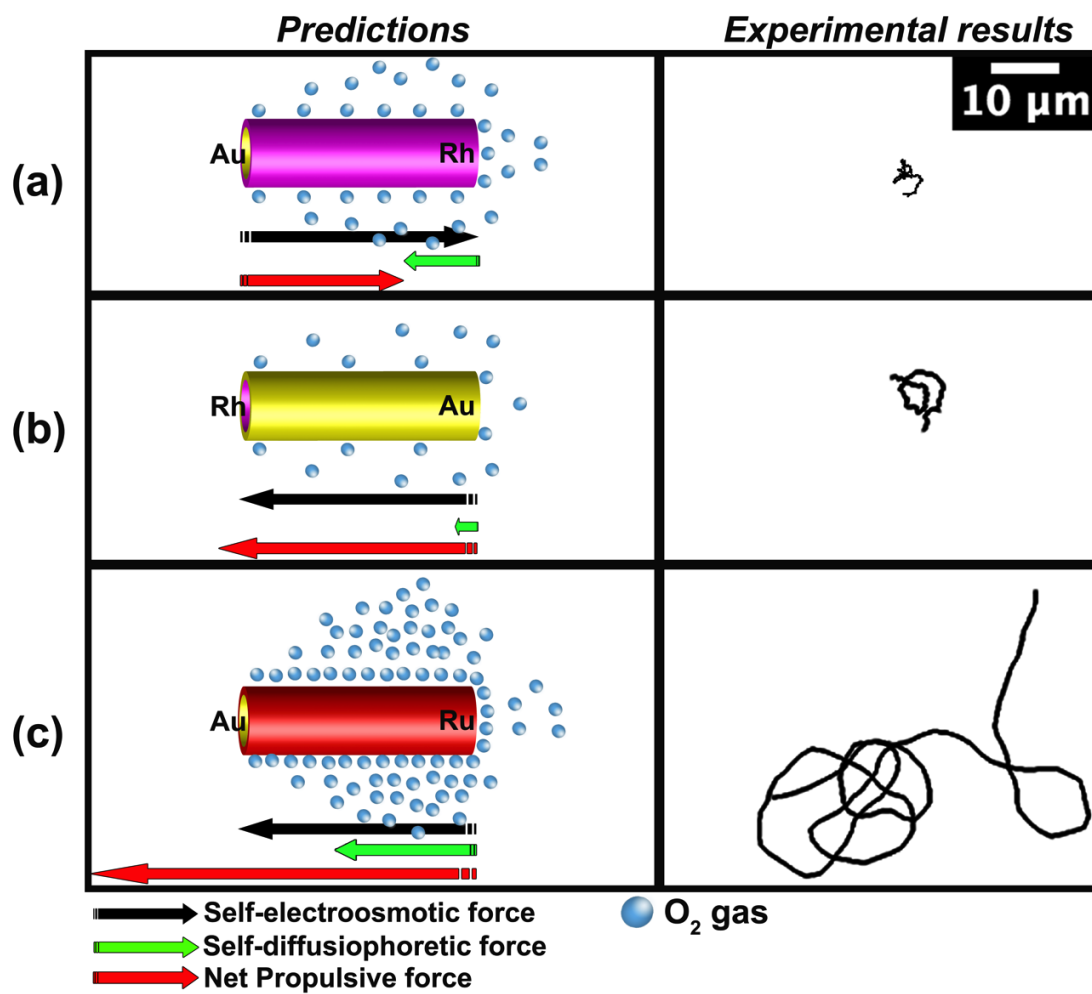 Predictions
Experimental results
(a)
Au
Rh
10 µm
(b)
Rh
Au
(c)
Au
Ru
Self-electroosmotic force
O₂ gas
Self-diffusiophoretic force
Net Propulsive force